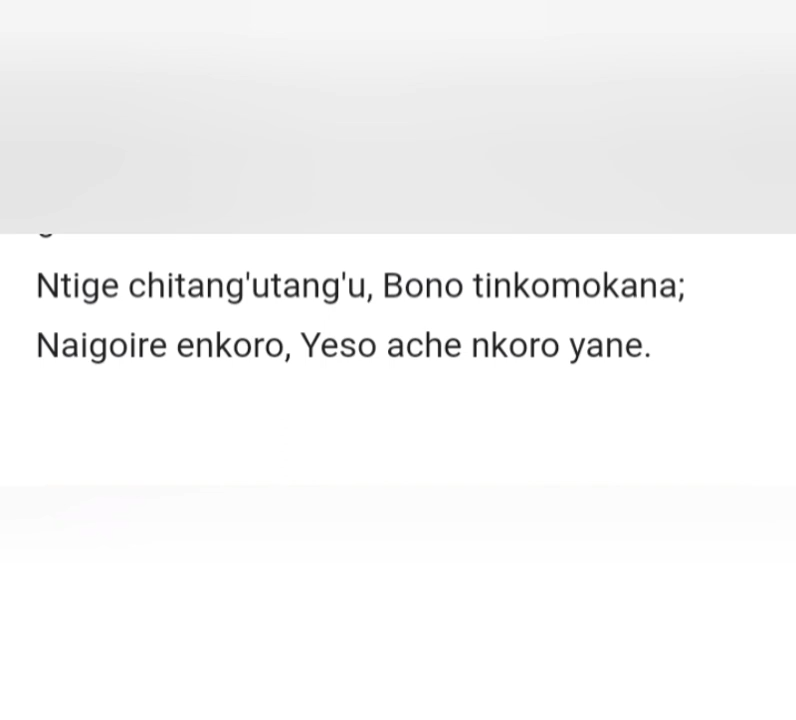 Ntige chitang'utang'u, Bono tinkomokana;
Naigoire enkoro, Yeso ache nkoro yane.